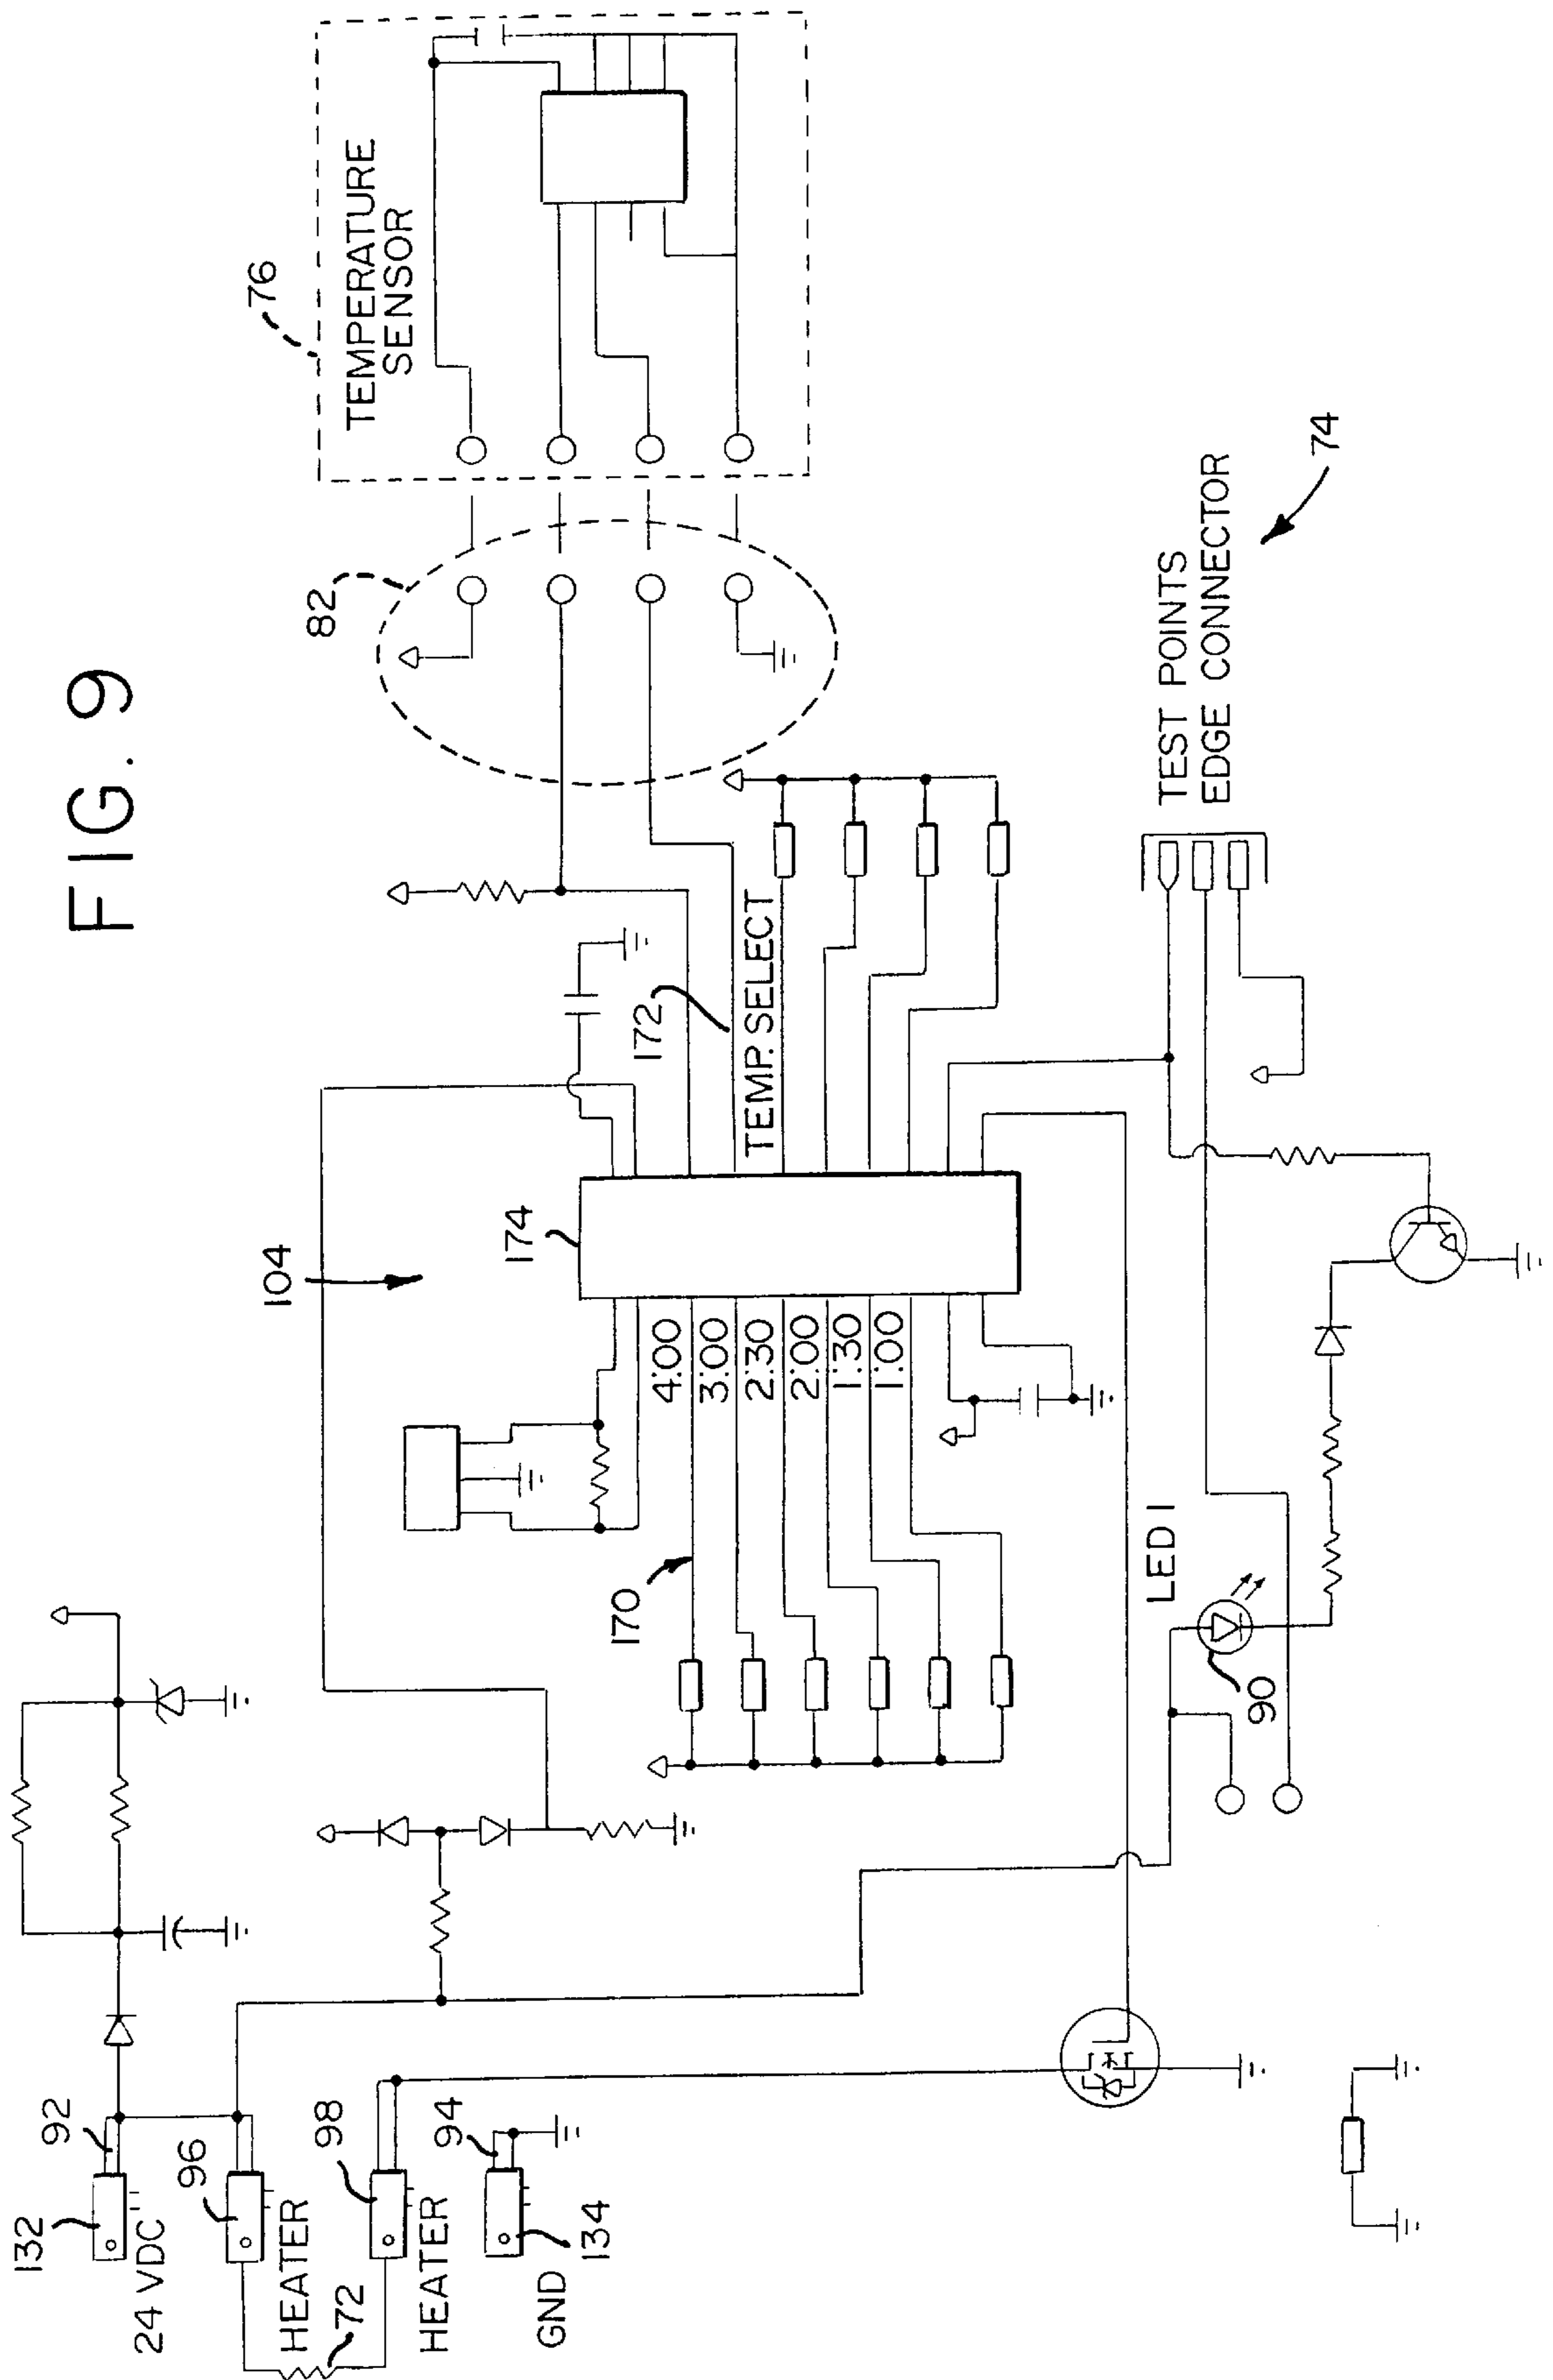 FIG. 9
132
92
24 VDC
96
HEATER
72
98
HEATER
94
GND
134
104
174
170
4:00
3:00
2:30
2:00
1:30
1:00
172
TEMP. SELECT
82
76
TEMPERATURE
SENSOR
LED 1
90
TEST POINTS
EDGE CONNECTOR
74